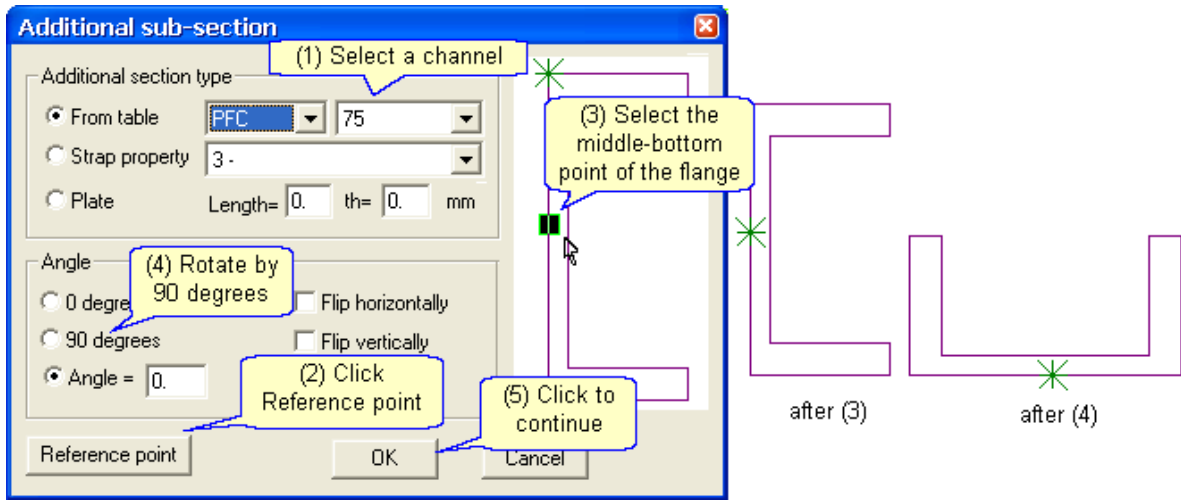 Additional sub-section
(1) Select a channel
Additional section type
From table PFC 75
Strap property 3 -
Plate Length= 0. th= 0. mm
(3) Select the
middle-bottom
point of the flange
Angle
(4) Rotate by
90 degrees
0 degre
Flip horizontally
90 degrees
Flip vertically
Angle = 0.
(2) Click
Reference point
(5) Click to
continue
Reference point
OK
Cancel
after (3)
after (4)